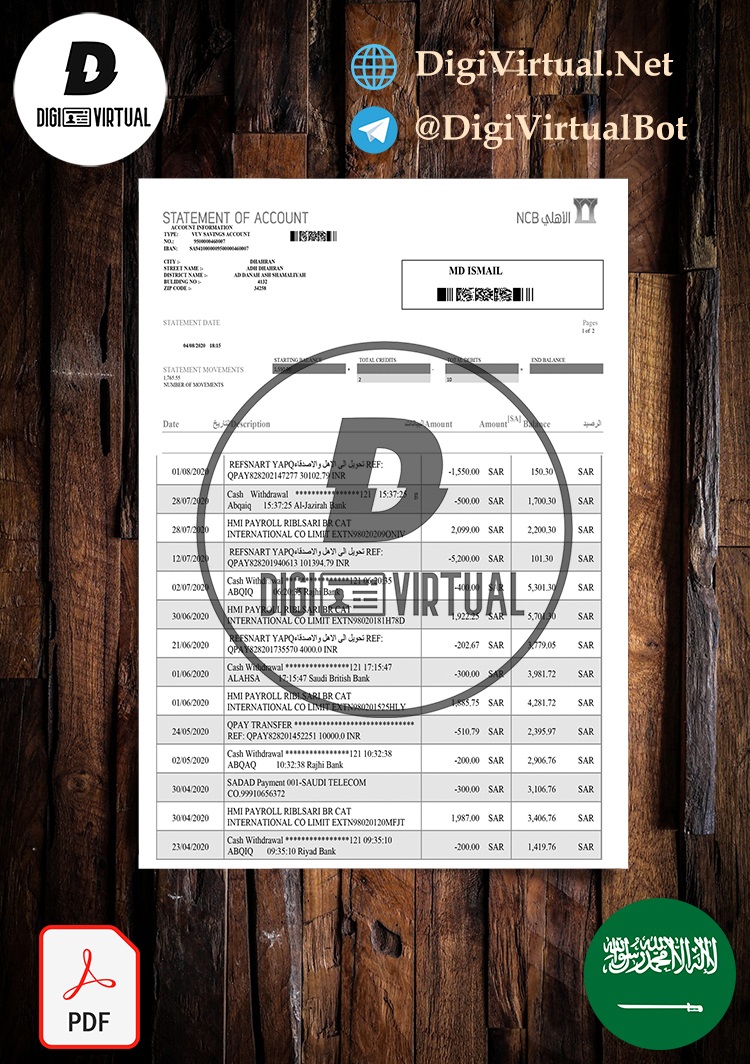 D
DIGI VIRTUAL
DigiVirtual.Net
@DigiVirtualBot
STATEMENT OF ACCOUNT
NCB الأهلي
ACCOUNT INFORMATION
TYPE: VUV SAVINGS ACCOUNT
NO.: 9500000460007
IBAN:
CITY :- DHAHRAN
STREET NAME :- ADH DHAHRAN
DISTRICT NAME :- AD DANAH ASH SHAMALIYAH
BULIDING NO :- 4132
ZIP CODE :- 34258
MD ISMAIL
STATEMENT DATE
Pages
1 of 2
04/08/2020 18:15
STARTING BALANCE TOTAL CREDITS TOTAL DEBITS END BALANCE
STATEMENT MOVEMENTS + - +
1,765.55 2 10
NUMBER OF MOVEMENTS
Date التاريخ Description البيانات Amount Amount [SA] Balance الرصيد
01/08/2020 REFSNART YAPQ تحويل الى الاهل والاصدقاء REF: QPAY828202147277 30102.79 INR -1,550.00 SAR 150.30 SAR
28/07/2020 Cash Withdrawal ****************121 15:37:25 Abqaiq 15:37:25 Al-Jazirah Bank -500.00 SAR 1,700.30 SAR
28/07/2020 HMI PAYROLL RIBLSARI BR CAT INTERNATIONAL CO LIMIT EXTN98020209ONIV 2,099.00 SAR 2,200.30 SAR
12/07/2020 REFSNART YAPQ تحويل الى الاهل والاصدقاء REF: QPAY828201940613 101394.79 INR -5,200.00 SAR 101.30 SAR
02/07/2020 Cash Withdrawal ****************121 06:20:35 ABQIQ 06:20:35 Rajhi Bank -400.00 SAR 5,301.30 SAR
30/06/2020 HMI PAYROLL RIBLSARI BR CAT INTERNATIONAL CO LIMIT EXTN98020181H78D 1,922.25 SAR 5,701.30 SAR
21/06/2020 REFSNART YAPQ تحويل الى الاهل والاصدقاء REF: QPAY828201735570 4000.0 INR -202.67 SAR 3,779.05 SAR
01/06/2020 Cash Withdrawal ****************121 17:15:47 ALAHSA 17:15:47 Saudi British Bank -300.00 SAR 3,981.72 SAR
01/06/2020 HMI PAYROLL RIBLSARI BR CAT INTERNATIONAL CO LIMIT EXTN980201525HLY 1,885.75 SAR 4,281.72 SAR
24/05/2020 QPAY TRANSFER ****************************** REF: QPAY828201452251 10000.0 INR -510.79 SAR 2,395.97 SAR
02/05/2020 Cash Withdrawal ****************121 10:32:38 ABQAQ 10:32:38 Rajhi Bank -200.00 SAR 2,906.76 SAR
30/04/2020 SADAD Payment 001-SAUDI TELECOM CO.99910656372 -300.00 SAR 3,106.76 SAR
30/04/2020 HMI PAYROLL RIBLSARI BR CAT INTERNATIONAL CO LIMIT EXTN98020120MFJT 1,987.00 SAR 3,406.76 SAR
23/04/2020 Cash Withdrawal ****************121 09:35:10 ABQIQ 09:35:10 Riyad Bank -200.00 SAR 1,419.76 SAR
D
DIGI VIRTUAL
PDF
لا إله إلا الله محمد رسول الله